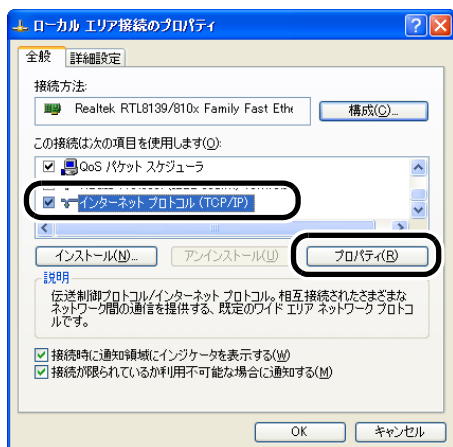 ローカル エリア接続のプロパティ
全般 詳細設定
接続方法:
Realtek RTL8139/810x Family Fast Ethe 構成(C)...
この接続は次の項目を使用します(O):
QoS パケット スケジューラ
インターネット プロトコル (TCP/IP)
インストール(N)... アンインストール(U) プロパティ(R)
説明
伝送制御プロトコル/インターネット プロトコル。相互接続されたさまざまな
ネットワーク間の通信を提供する、既定のワイド エリア ネットワーク プロトコ
ルです。
接続時に通知領域にインジケータを表示する(W)
接続が限られているか利用不可能な場合に通知する(M)
OK キャンセル